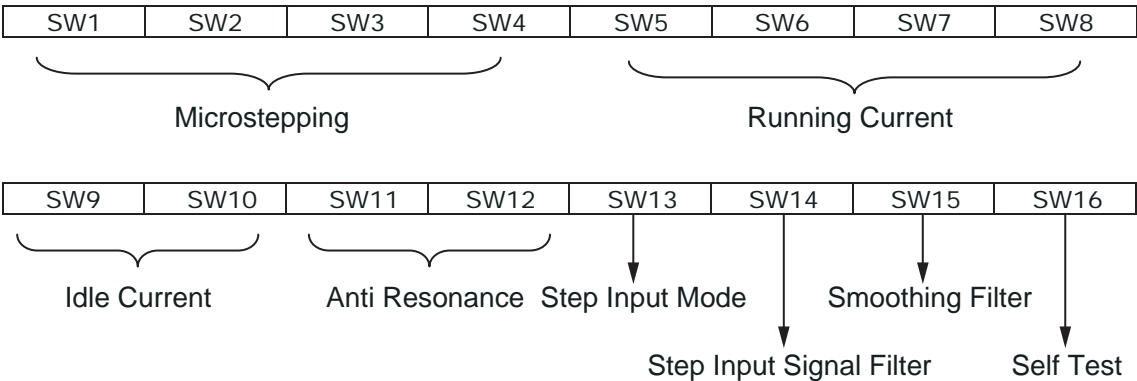 SW1 SW2 SW3 SW4 SW5 SW6 SW7 SW8
Microstepping Running Current
SW9 SW10 SW11 SW12 SW13 SW14 SW15 SW16
Idle Current Anti Resonance Step Input Mode Smoothing Filter
Step Input Signal Filter Self Test